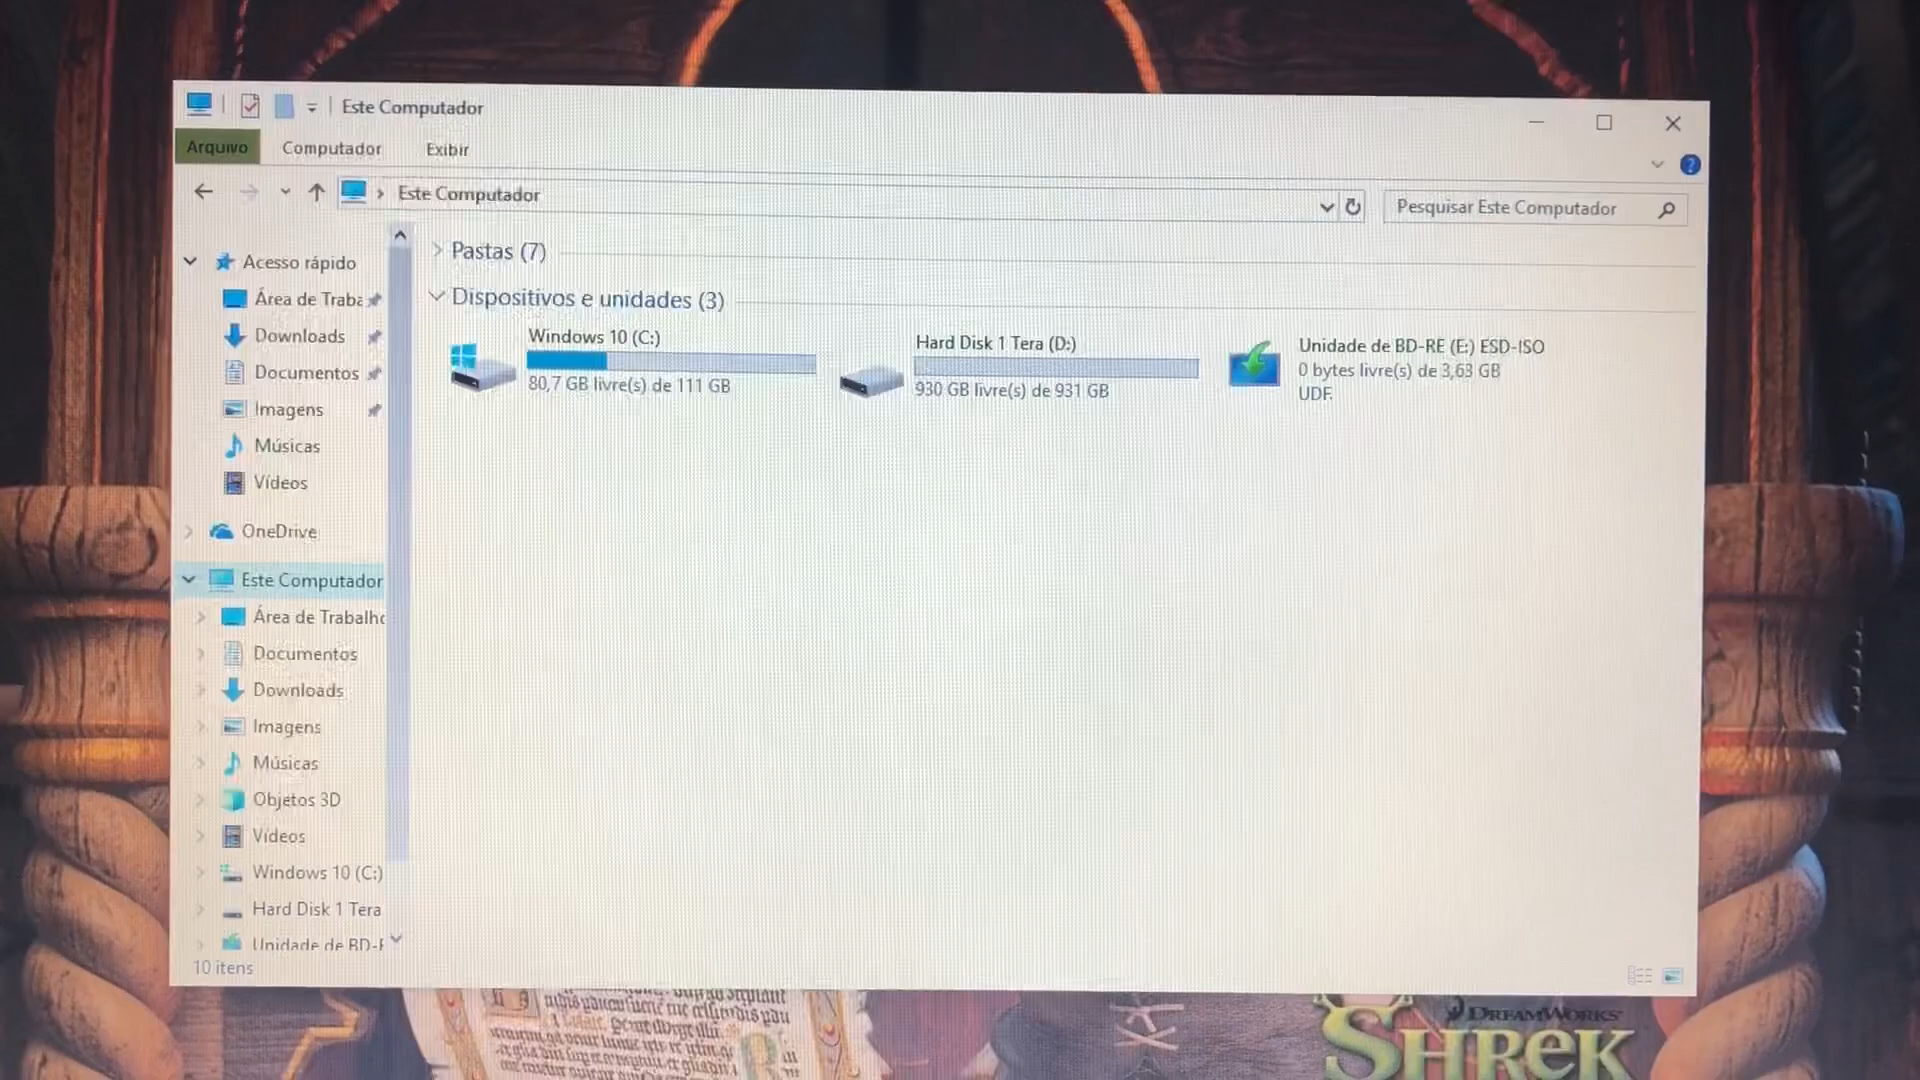 Este Computador
Arquivo Computador Exibir
Este Computador
Pesquisar Este Computador
Acesso rápido
Área de Traba
Downloads
Documentos
Imagens
Músicas
Vídeos
OneDrive
Este Computador
Área de Trabalho
Documentos
Downloads
Imagens
Músicas
Objetos 3D
Vídeos
Windows 10 (C:)
Hard Disk 1 Tera
Unidade de BD-R
10 itens
Pastas (7)
Dispositivos e unidades (3)
Windows 10 (C:)
80,7 GB livre(s) de 111 GB
Hard Disk 1 Tera (D:)
930 GB livre(s) de 931 GB
Unidade de BD-RE (E:) ESD-ISO
0 bytes livre(s) de 3,63 GB
UDF.
DREAMWORKS
SHREK